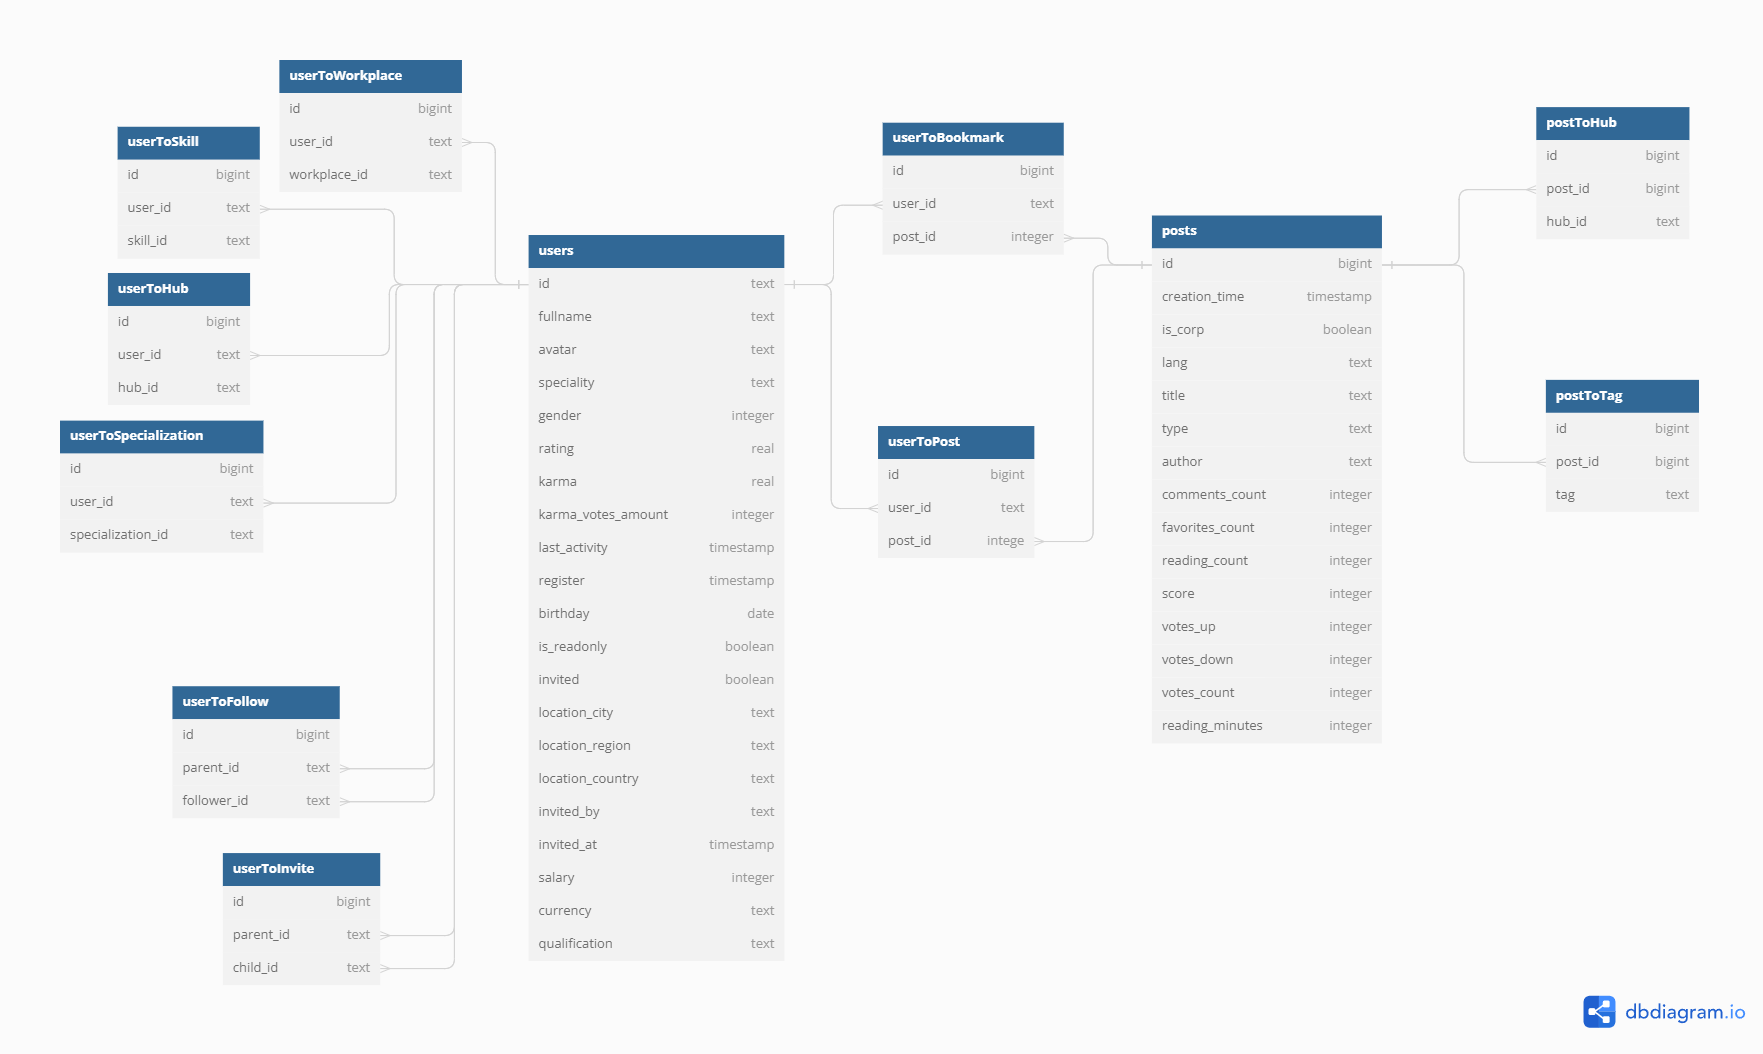 userToWorkplace
id bigint
user_id text
workplace_id text
userToSkill
id bigint
user_id text
skill_id text
userToHub
id bigint
user_id text
hub_id text
userToSpecialization
id bigint
user_id text
specialization_id text
userToFollow
id bigint
parent_id text
follower_id text
userToInvite
id bigint
parent_id text
child_id text
users
id text
fullname text
avatar text
speciality text
gender integer
rating real
karma real
karma_votes_amount integer
last_activity timestamp
register timestamp
birthday date
is_readonly boolean
invited boolean
location_city text
location_region text
location_country text
invited_by text
invited_at timestamp
salary integer
currency text
qualification text
userToBookmark
id bigint
user_id text
post_id integer
userToPost
id bigint
user_id text
post_id intege
posts
id bigint
creation_time timestamp
is_corp boolean
lang text
title text
type text
author text
comments_count integer
favorites_count integer
reading_count integer
score integer
votes_up integer
votes_down integer
votes_count integer
reading_minutes integer
postToHub
id bigint
post_id bigint
hub_id text
postToTag
id bigint
post_id bigint
tag text
dbdiagram.io